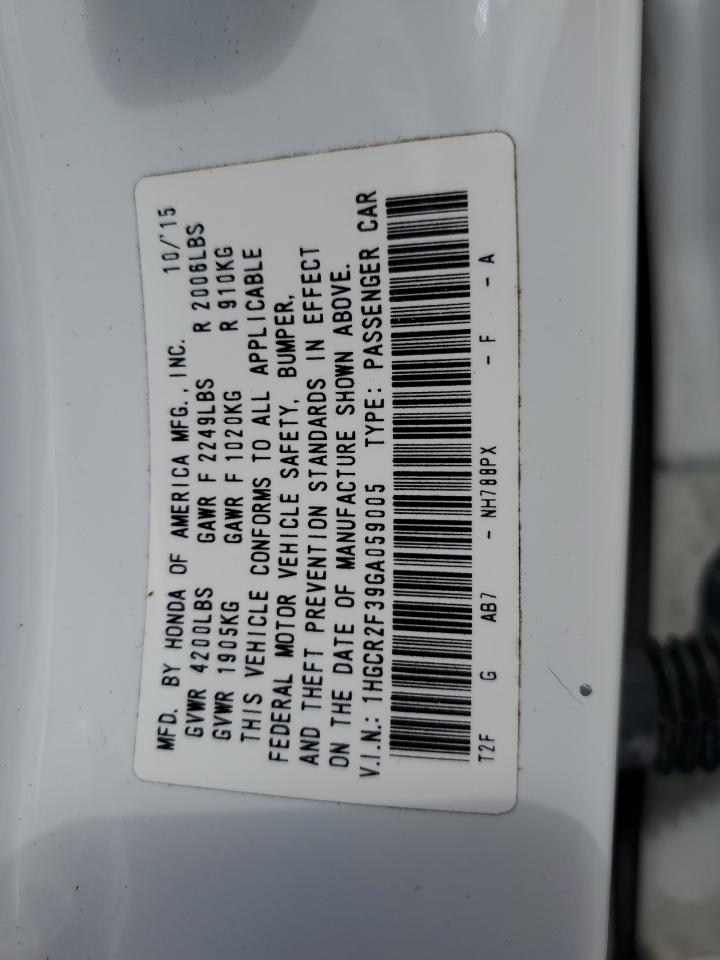 MFD. BY HONDA OF AMERICA MFG., INC. 10/'15
GVWR 4200LBS GAWR F 2249LBS R 2006LBS
GVWR 1905KG GAWR F 1020KG R 910KG
THIS VEHICLE CONFORMS TO ALL APPLICABLE
FEDERAL MOTOR VEHICLE SAFETY, BUMPER,
AND THEFT PREVENTION STANDARDS IN EFFECT
ON THE DATE OF MANUFACTURE SHOWN ABOVE.
V.I.N.: 1HGCR2F39GA059005 TYPE: PASSENGER CAR
T2F G AB7 - NH788PX - F - A